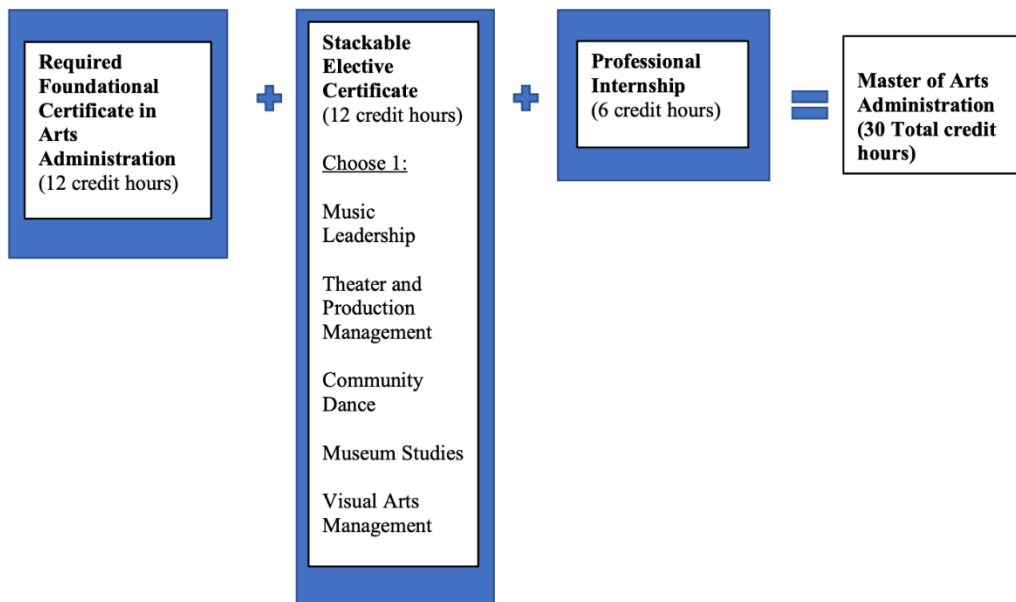 Required
Foundational
Certificate in
Arts
Administration
(12 credit hours)
Stackable
Elective
Certificate
(12 credit hours)
Choose 1:
Music
Leadership
Theater and
Production
Management
Community
Dance
Museum Studies
Visual Arts
Management
Professional
Internship
(6 credit hours)
Master of Arts
Administration
(30 Total credit
hours)